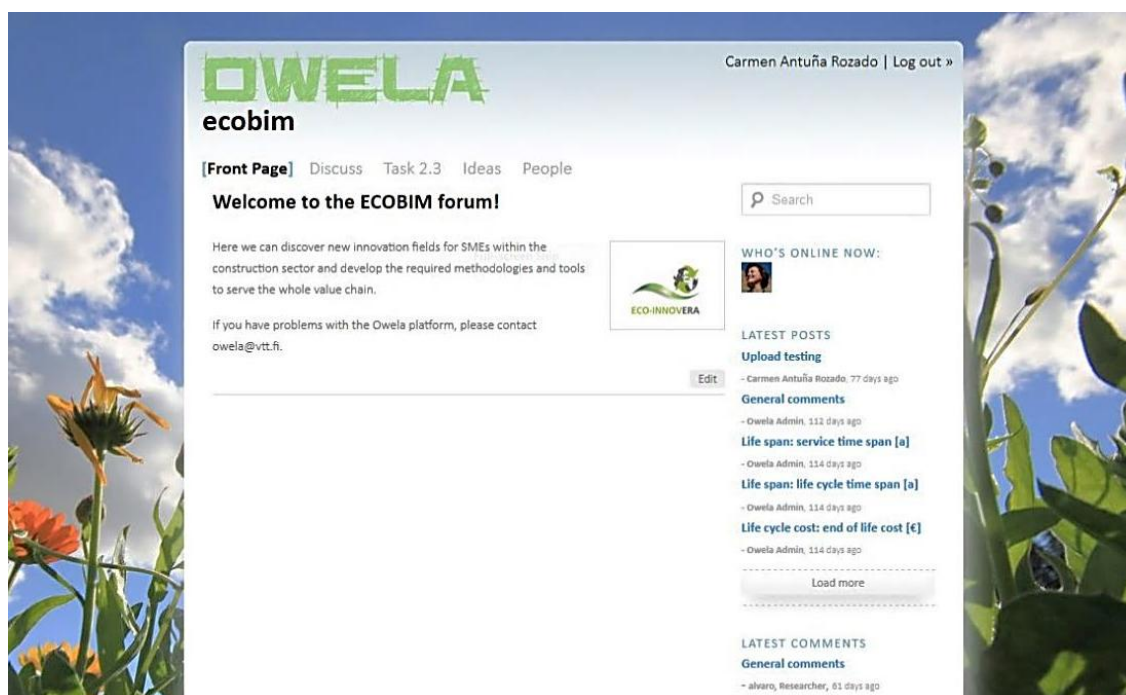 OWELA
ecobim
Carmen Antuña Rozado | Log out »
[Front Page] Discuss Task 2.3 Ideas People
Welcome to the ECOBIM forum!
Here we can discover new innovation fields for SMEs within the
construction sector and develop the required methodologies and tools
to serve the whole value chain.
If you have problems with the Owela platform, please contact
owela@vtt.fi.
ECO-INNOVERA
Edit
Search
WHO'S ONLINE NOW:
LATEST POSTS
Upload testing
- Carmen Antuña Rozado, 77 days ago
General comments
- Owela Admin, 112 days ago
Life span: service time span [a]
- Owela Admin, 114 days ago
Life span: life cycle time span [a]
- Owela Admin, 114 days ago
Life cycle cost: end of life cost [€]
- Owela Admin, 114 days ago
Load more
LATEST COMMENTS
General comments
- alvaro, Researcher, 61 days ago